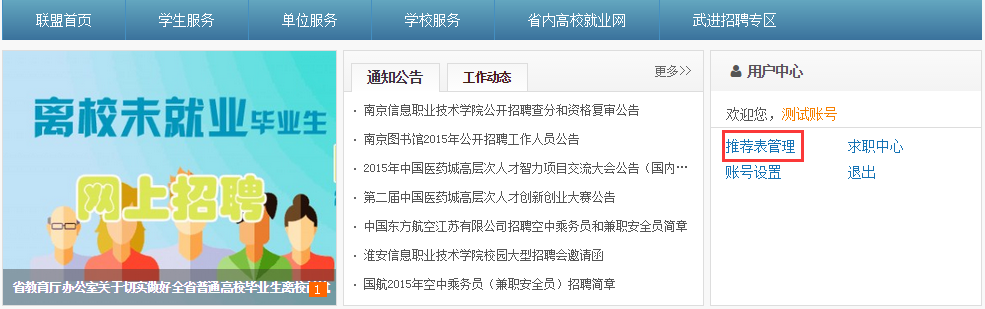 联盟首页 学生服务 单位服务 学校服务 省内高校就业网 武进招聘专区
离校未就业毕业生
网上招聘
省教育厅办公室关于切实做好全省普通高校毕业生离校
1
通知公告 工作动态 更多>>
· 南京信息职业技术学院公开招聘查分和资格复审公告
· 南京图书馆2015年公开招聘工作人员公告
· 2015年中国医药城高层次人才智力项目交流大会公告（国内…
· 第二届中国医药城高层次人才创新创业大赛公告
· 中国东方航空江苏有限公司招聘空中乘务员和兼职安全员简章
· 淮安信息职业技术学院校园大型招聘会邀请函
· 国航2015年空中乘务员（兼职安全员）招聘简章
用户中心
欢迎您，测试账号
推荐表管理 求职中心
账号设置 退出